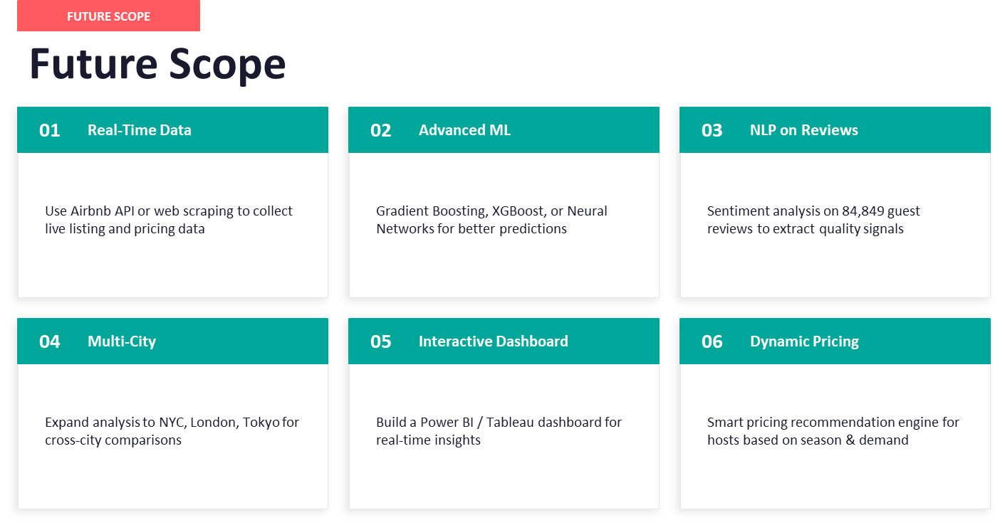 FUTURE SCOPE
Future Scope
01 Real-Time Data
Use Airbnb API or web scraping to collect
live listing and pricing data
02 Advanced ML
Gradient Boosting, XGBoost, or Neural
Networks for better predictions
03 NLP on Reviews
Sentiment analysis on 84,849 guest
reviews to extract quality signals
04 Multi-City
Expand analysis to NYC, London, Tokyo for
cross-city comparisons
05 Interactive Dashboard
Build a Power BI / Tableau dashboard for
real-time insights
06 Dynamic Pricing
Smart pricing recommendation engine for
hosts based on season & demand